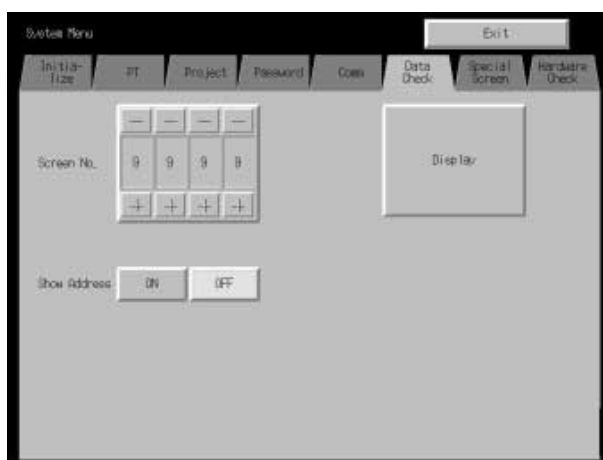 System Menu
Exit
Initia-
lize
PT
Project
Password
Comm
Data
Check
Special
Screen
Hardware
Check
－ － － －
Screen No.
9 9 9 9
Display
＋ ＋ ＋ ＋
Show Address
ON
OFF